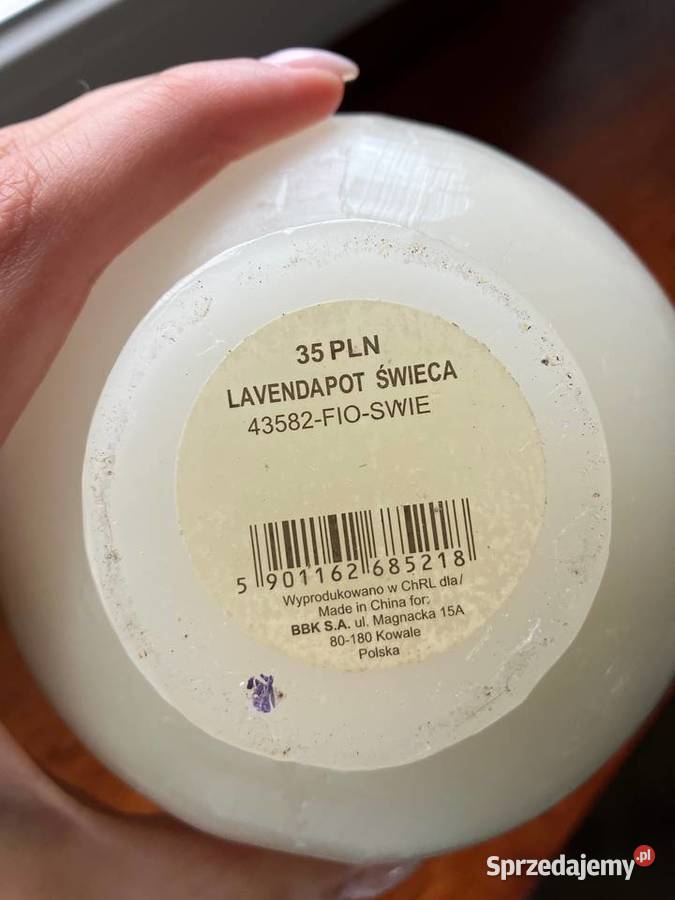 35 PLN
LAVENDAPOT ŚWIECA
43582-FIO-SWIE
5 901162 685218
Wyprodukowano w ChRL dla/
Made in China for:
BBK S.A. ul. Magnacka 15A
80-180 Kowale
Polska
Sprzedajemy.pl